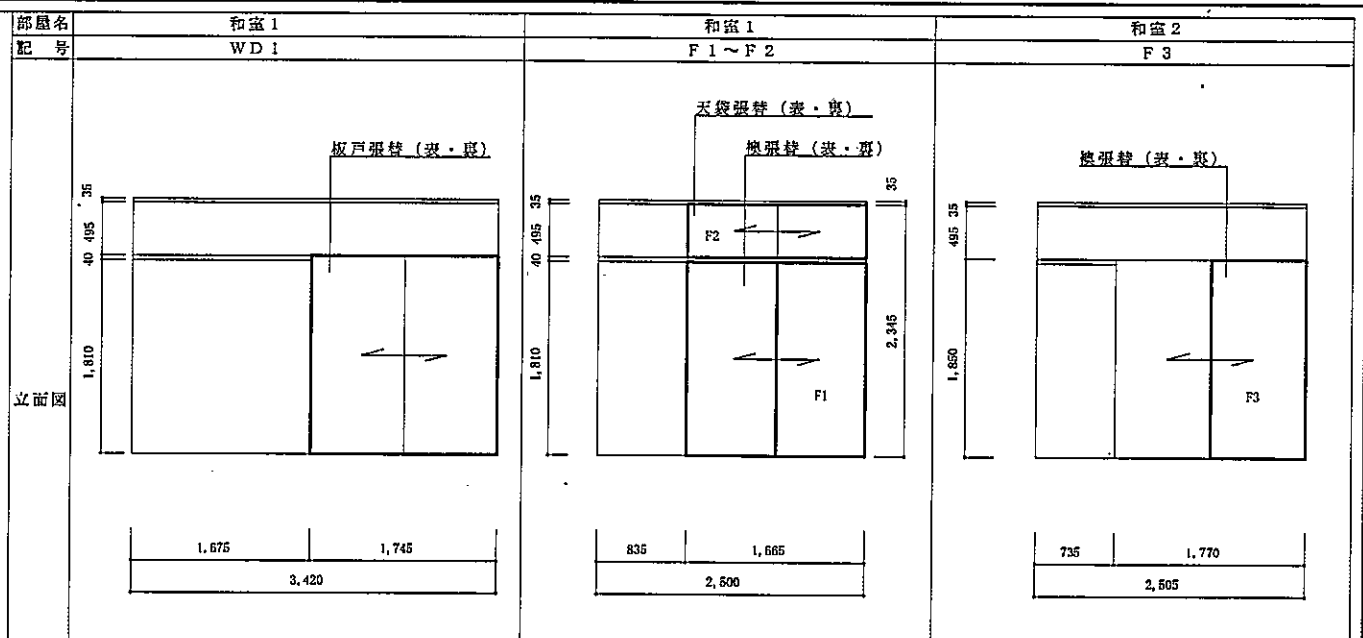 部屋名 和室1 和室1 和室2
記号 WD1 F1～F2 F3
天袋張替（表・裏）
板戸張替（表・裏） 襖張替（表・裏） 襖張替（表・裏）
35 35 35 35
495 F2 495 495
40 40
1,810 1,810 2,345 1,850
立面図 F1 F3
1,675 1,745 835 1,665 735 1,770
3,420 2,500 2,505